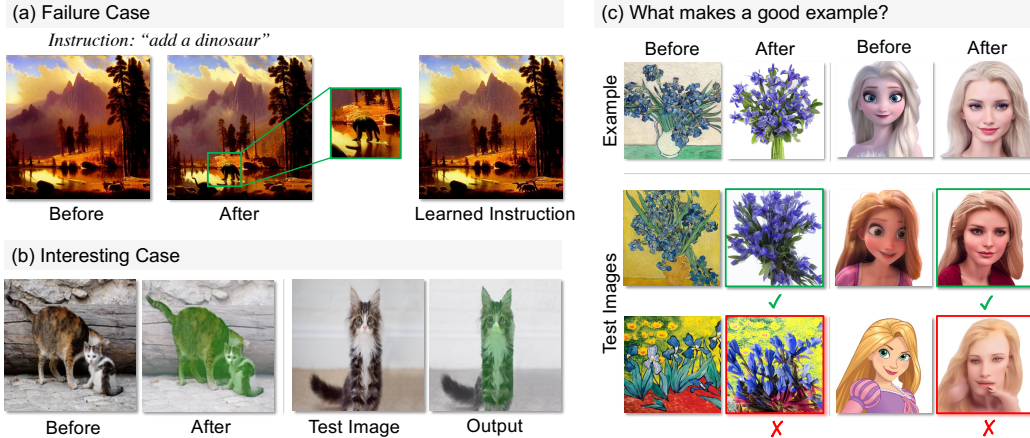 (a) Failure Case
Instruction: “add a dinosaur”
Before
After
Learned Instruction
(b) Interesting Case
Before
After
Test Image
Output
(c) What makes a good example?
Before
After
Before
After
Example
Test Images
✓
✓
✗
✗